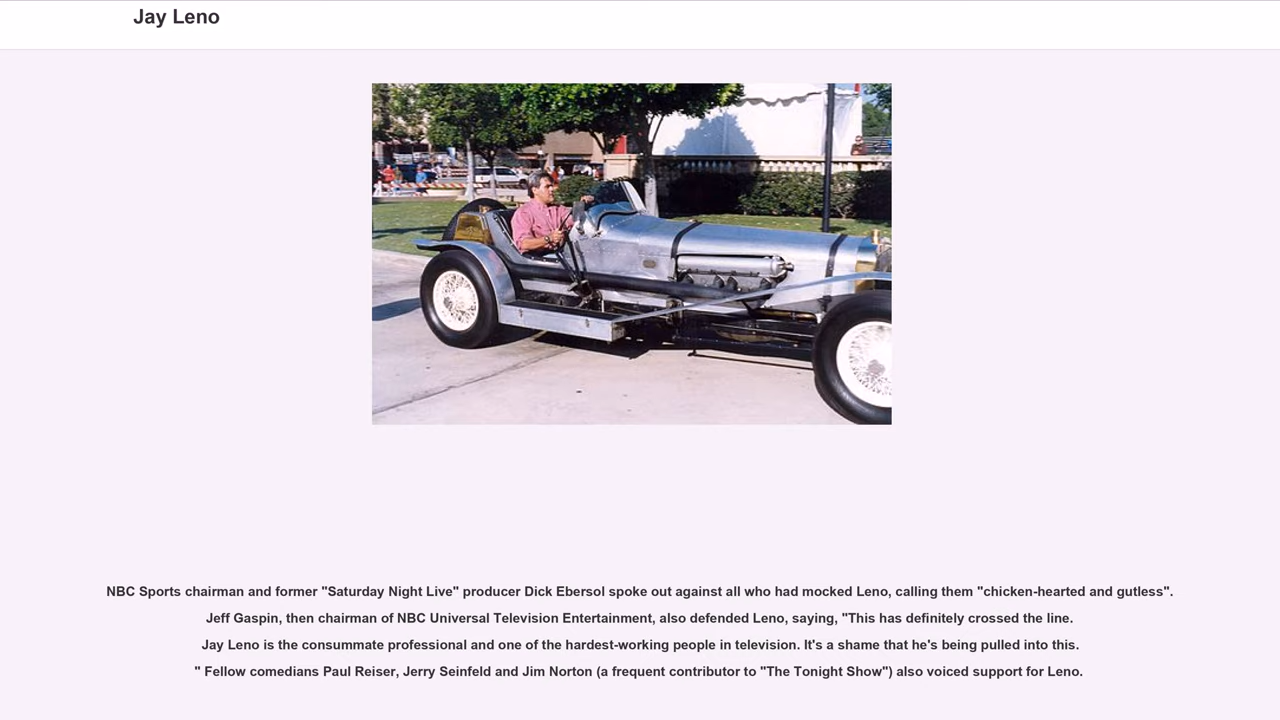 Jay Leno
NBC Sports chairman and former "Saturday Night Live" producer Dick Ebersol spoke out against all who had mocked Leno, calling them "chicken-hearted and gutless".
Jeff Gaspin, then chairman of NBC Universal Television Entertainment, also defended Leno, saying, "This has definitely crossed the line.
Jay Leno is the consummate professional and one of the hardest-working people in television. It's a shame that he's being pulled into this.
" Fellow comedians Paul Reiser, Jerry Seinfeld and Jim Norton (a frequent contributor to "The Tonight Show") also voiced support for Leno.